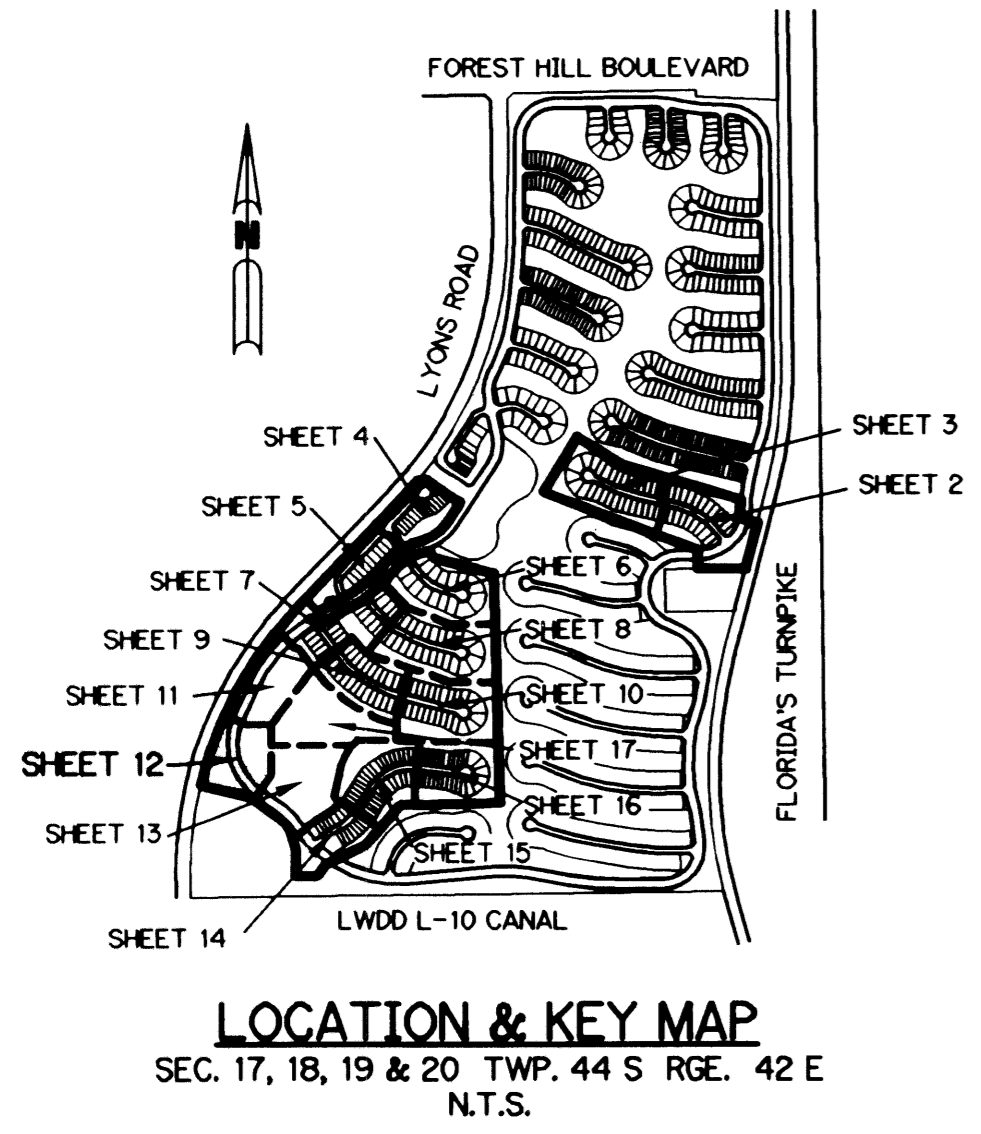 FOREST HILL BOULEVARD
N
LYONS ROAD
SHEET 4
SHEET 3
SHEET 5
SHEET 2
SHEET 7
SHEET 6
SHEET 9
SHEET 8
SHEET 11
SHEET 10
SHEET 12
SHEET 17
SHEET 13
SHEET 16
SHEET 15
SHEET 14
FLORIDA'S TURNPIKE
LWDD L-10 CANAL
LOCATION & KEY MAP
SEC. 17, 18, 19 & 20 TWP. 44 S RGE. 42 E
N.T.S.